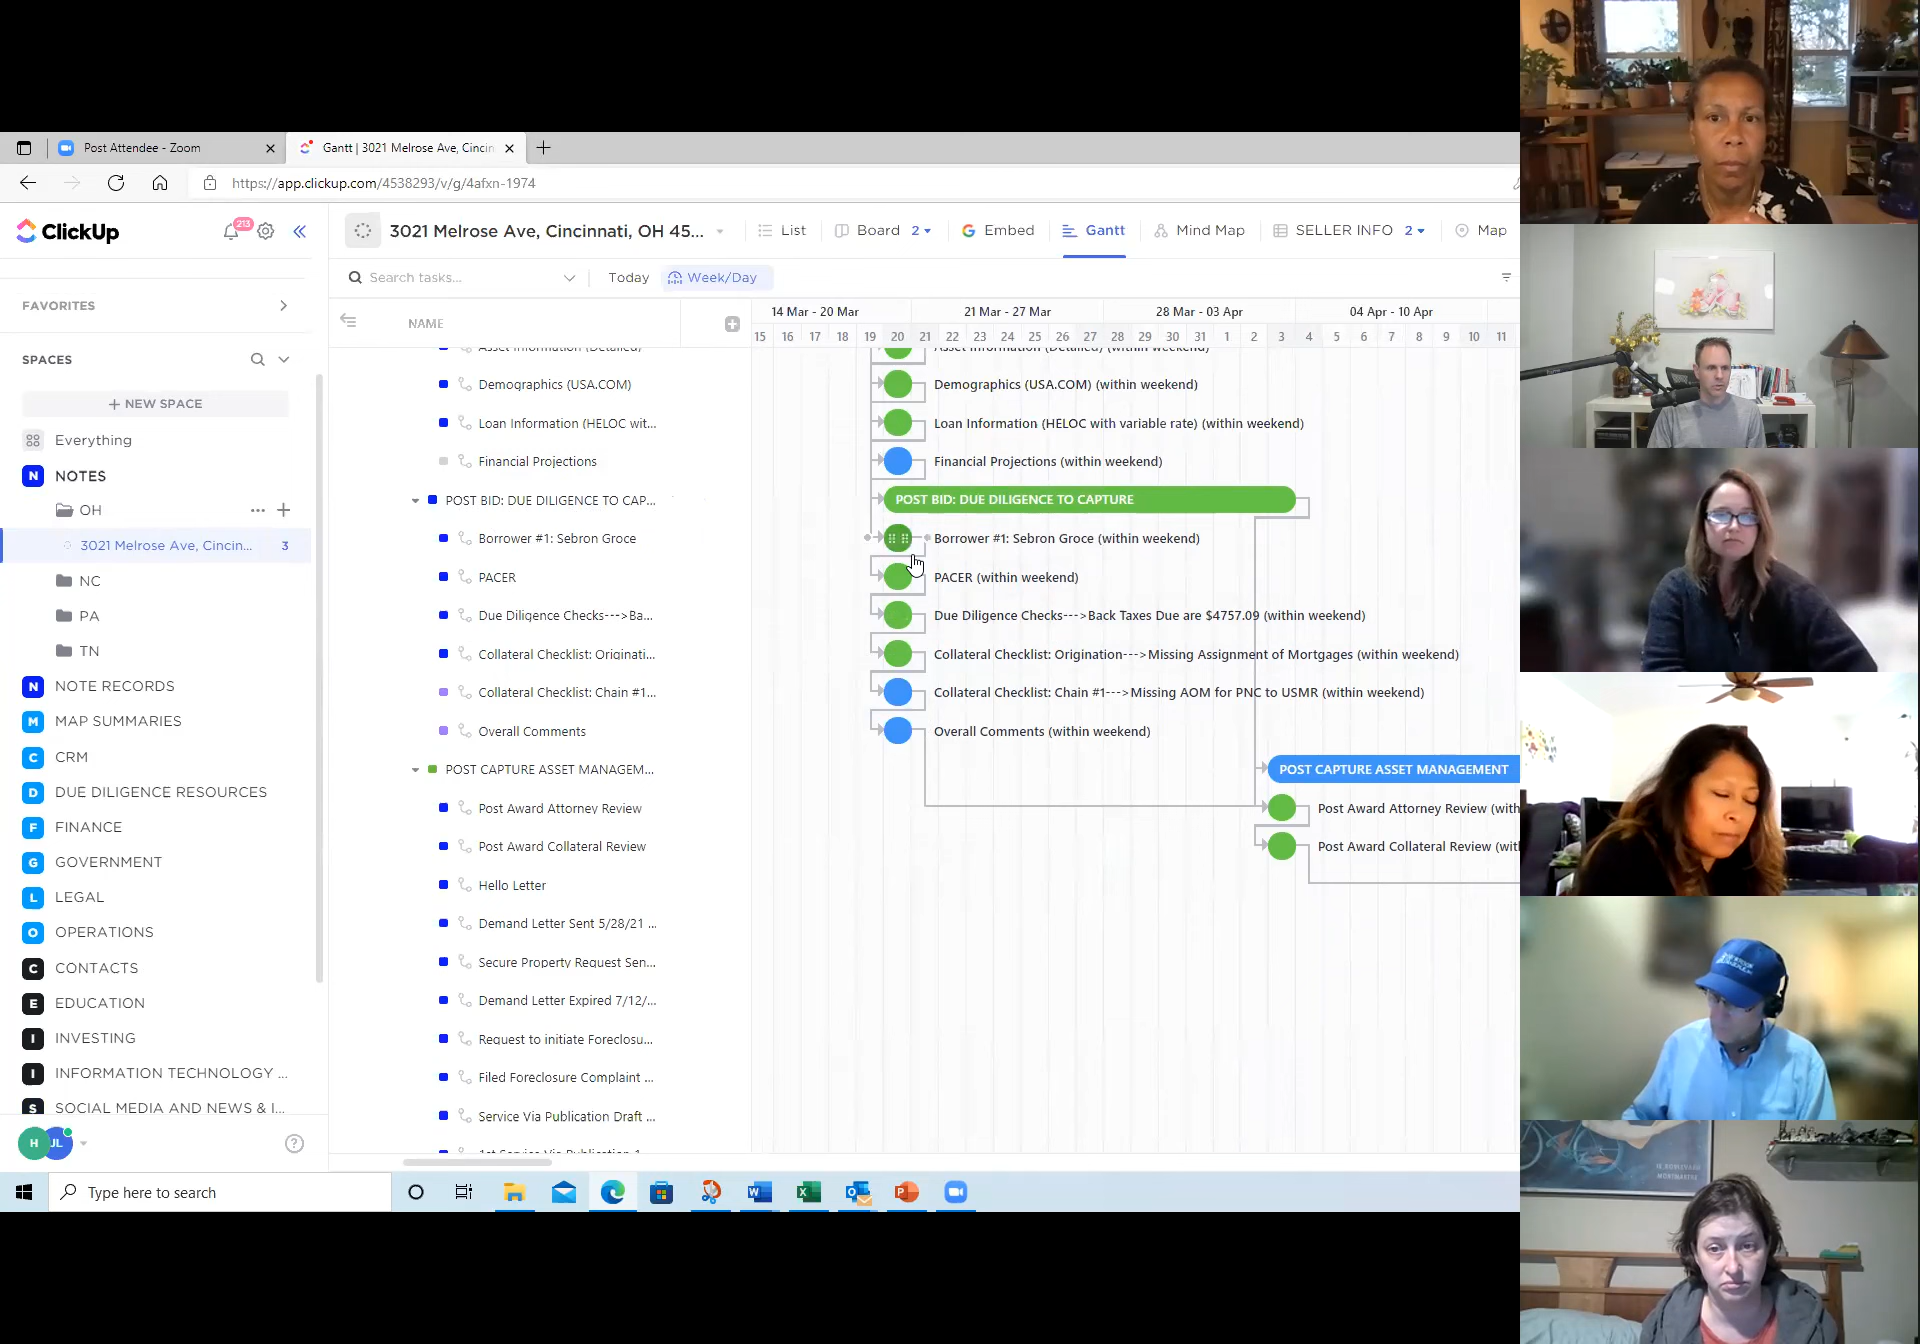 Post Attendee - Zoom
Gantt | 3021 Melrose Ave, Cincin
https://app.clickup.com/4538293/v/g/4afxn-1974
ClickUp
213
3021 Melrose Ave, Cincinnati, OH 45...
List
Board 2
Embed
Gantt
Mind Map
SELLER INFO 2
Map
Search tasks...
Today
Week/Day
FAVORITES
SPACES
+ NEW SPACE
Everything
N NOTES
OH
3021 Melrose Ave, Cincin... 3
NC
PA
TN
N NOTE RECORDS
M MAP SUMMARIES
C CRM
D DUE DILIGENCE RESOURCES
F FINANCE
G GOVERNMENT
L LEGAL
O OPERATIONS
C CONTACTS
E EDUCATION
I INVESTING
I INFORMATION TECHNOLOGY ...
S SOCIAL MEDIA AND NEWS & I...
H JL
NAME
14 Mar - 20 Mar 21 Mar - 27 Mar 28 Mar - 03 Apr 04 Apr - 10 Apr
15 16 17 18 19 20 21 22 23 24 25 26 27 28 29 30 31 1 2 3 4 5 6 7 8 9 10 11
Asset Information (Detailed) Asset Information (Detailed) (within weekend)
Demographics (USA.COM) Demographics (USA.COM) (within weekend)
Loan Information (HELOC wit... Loan Information (HELOC with variable rate) (within weekend)
Financial Projections Financial Projections (within weekend)
POST BID: DUE DILIGENCE TO CAP... POST BID: DUE DILIGENCE TO CAPTURE
Borrower #1: Sebron Groce Borrower #1: Sebron Groce (within weekend)
PACER PACER (within weekend)
Due Diligence Checks--->Ba... Due Diligence Checks--->Back Taxes Due are $4757.09 (within weekend)
Collateral Checklist: Originati... Collateral Checklist: Origination--->Missing Assignment of Mortgages (within weekend)
Collateral Checklist: Chain #1... Collateral Checklist: Chain #1--->Missing AOM for PNC to USMR (within weekend)
Overall Comments Overall Comments (within weekend)
POST CAPTURE ASSET MANAGEM... POST CAPTURE ASSET MANAGEMENT
Post Award Attorney Review Post Award Attorney Review (with
Post Award Collateral Review Post Award Collateral Review (wit
Hello Letter
Demand Letter Sent 5/28/21 ...
Secure Property Request Sen...
Demand Letter Expired 7/12/...
Request to initiate Foreclosu...
Filed Foreclosure Complaint ...
Service Via Publication Draft ...
1st Service Via Publication 1
Type here to search